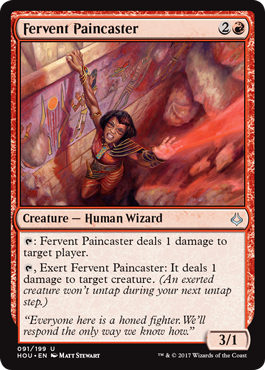 Fervent Paincaster 2
Creature — Human Wizard
: Fervent Paincaster deals 1 damage to
target player.
, Exert Fervent Paincaster: It deals 1
damage to target creature. (An exerted
creature won't untap during your next untap
step.)
"Everyone here is a honed fighter. We'll
respond the only way we know how."
3/1
091/199 U
HOU • EN MATT STEWART
™ & © 2017 Wizards of the Coast